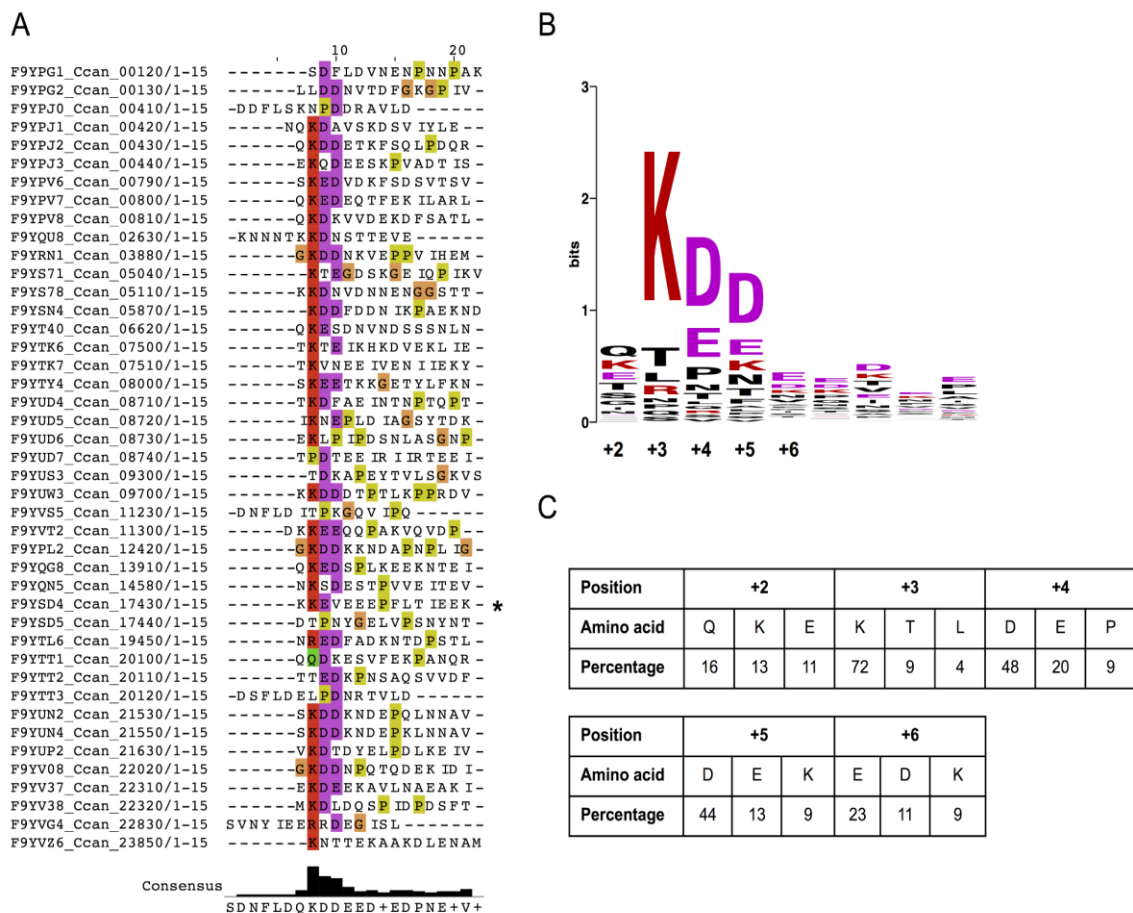 A
10 20
F9YPG1_Ccan_00120/1-15 -------SDFLDVNENPNNPAK
F9YPG2_Ccan_00130/1-15 ------LLDDNVTDFGKGPIV-
F9YPJ0_Ccan_00410/1-15 -DDFLSKNPDDRAVLD------
F9YPJ1_Ccan_00420/1-15 -----NQKDAVSKDSVIYLE--
F9YPJ2_Ccan_00430/1-15 ------QKDDETKFSQLPDQR-
F9YPJ3_Ccan_00440/1-15 ------EKQDEESKPVADTIS-
F9YPV6_Ccan_00790/1-15 ------EKEDVDKFSDSVTSV-
F9YPV7_Ccan_00800/1-15 ------EKDEQTFEKILARL-
F9YPV8_Ccan_00810/1-15 ------QKDKVVDEKDFSATL-
F9YQU8_Ccan_02630/1-15 -KNNNTKKDNSTTEVE------
F9YRN1_Ccan_03880/1-15 ------GKDDNKVEPPVIHEM-
F9YS71_Ccan_05040/1-15 -------KTEGDSKGEIQPIKV
F9YS78_Ccan_05110/1-15 ------YKDNVDNNENGGSTT-
F9YSN4_Ccan_05870/1-15 -------KDDFDDNIKPAEKND
F9YT40_Ccan_06620/1-15 ------QKESDNVNDSSSNLN-
F9YTK6_Ccan_07500/1-15 ------TKTEIKHKDVEKLIE-
F9YTK7_Ccan_07510/1-15 ------TKVNEEIVENIIEKY-
F9YTY4_Ccan_08000/1-15 ------SKEETKKGETYLFKN-
F9YUD4_Ccan_08710/1-15 ------TKDFAEINTNPTQPT-
F9YUD5_Ccan_08720/1-15 ------IKNEPLDIAGSYTDK-
F9YUD6_Ccan_08730/1-15 -------EKLPIPDSNLASGNP-
F9YUD7_Ccan_08740/1-15 ------TPDTEEIRIIRTEEI-
F9YUS3_Ccan_09300/1-15 -------TDKAPEYTVLSGKVS
F9YUW3_Ccan_09700/1-15 ------KKDDDTPTLKPPRDV-
F9YVS5_Ccan_11230/1-15 -DNFLDITPKGQVIPQ------
F9YVT2_Ccan_11300/1-15 -----DKKEEQQPAKVQVDP--
F9YPL2_Ccan_12420/1-15 ------GKDDKKNDAPNPLIG-
F9YQG8_Ccan_13910/1-15 ------QKEDSPLKEEKNTEI-
F9YQN5_Ccan_14580/1-15 ------NKSDESTPVVEITEV-
F9YSD4_Ccan_17430/1-15 ------KKEVEEEPFLTIEEK- *
F9YSD5_Ccan_17440/1-15 ------DTPNYGELVPSNYNT-
F9YTL6_Ccan_19450/1-15 ------NREDFADKNTDPSTL-
F9YTT1_Ccan_20100/1-15 ------QQDKESVFEKPANQR-
F9YTT2_Ccan_20110/1-15 ------TTEDKPNSAQSVVDF-
F9YTT3_Ccan_20120/1-15 -DSFLDELPDNRTVLD------
F9YUN2_Ccan_21530/1-15 ------SKDDKNDEPQLNNAV-
F9YUN4_Ccan_21550/1-15 ------SKDDKNDEPKLNNAV-
F9YUP2_Ccan_21630/1-15 ------VKDTDYELPDLKEIV-
F9YV08_Ccan_22020/1-15 ------GKDDNPQTQDEKIDI-
F9YV37_Ccan_22310/1-15 ------EKDEEKAVLNAEAKI-
F9YV38_Ccan_22320/1-15 ------MKDLDQSPIDPDSFT-
F9YVG4_Ccan_22830/1-15 SVNYIEERRDEGISL-------
F9YVZ6_Ccan_23850/1-15 -------KNTTEKAAKDLENAM
Consensus
SDNFLDQKDDEED+EDPNE+V+
B
bits
3
2
1
0
+2 +3 +4 +5 +6
C
Position +2 +3 +4
Amino acid Q K E K T L D E P
Percentage 16 13 11 72 9 4 48 20 9
Position +5 +6
Amino acid D E K E D K
Percentage 44 13 9 23 11 9